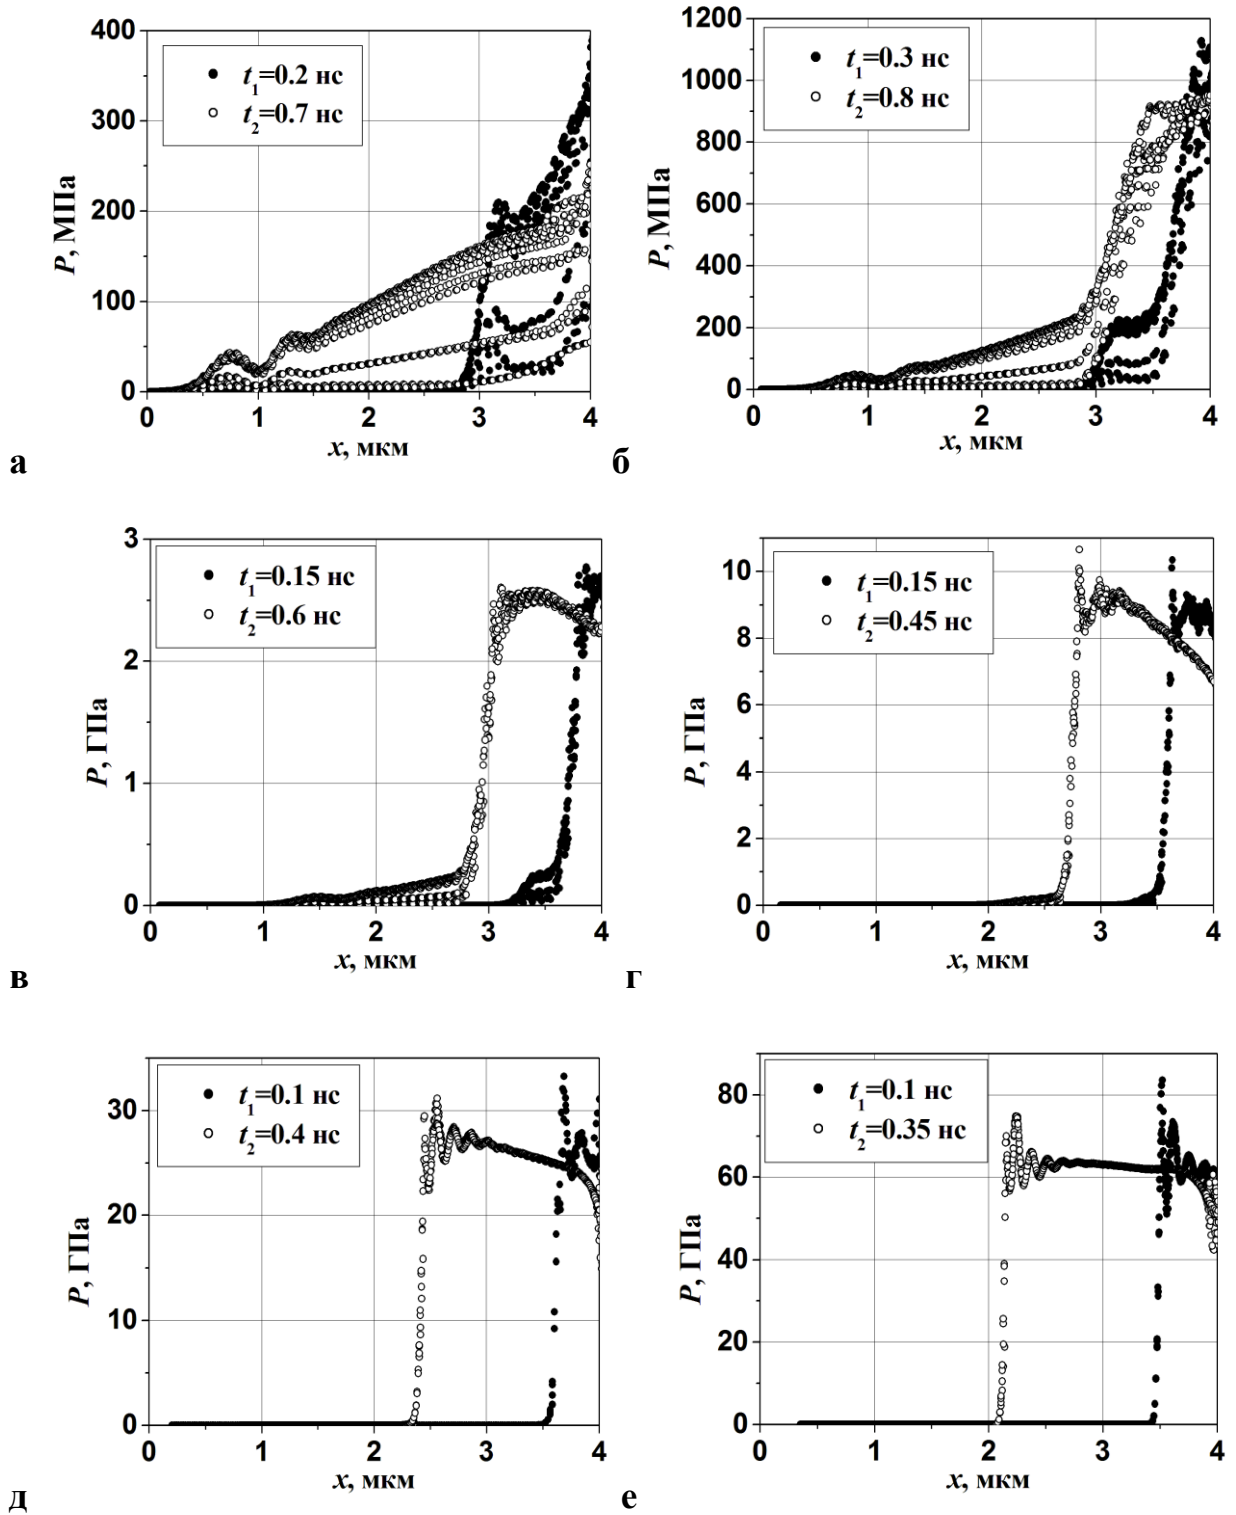 400
300
200
100
0
P, МПа
t1=0.2 нс
t2=0.7 нс
0 1 2 3 4
x, мкм
а
1200
1000
800
600
400
200
0
P, МПа
t1=0.3 нс
t2=0.8 нс
0 1 2 3 4
x, мкм
б
3
2
1
0
P, ГПа
t1=0.15 нс
t2=0.6 нс
0 1 2 3 4
x, мкм
в
10
8
6
4
2
0
P, ГПа
t1=0.15 нс
t2=0.45 нс
0 1 2 3 4
x, мкм
г
30
20
10
0
P, ГПа
t1=0.1 нс
t2=0.4 нс
0 1 2 3 4
x, мкм
д
80
60
40
20
0
P, ГПа
t1=0.1 нс
t2=0.35 нс
0 1 2 3 4
x, мкм
е